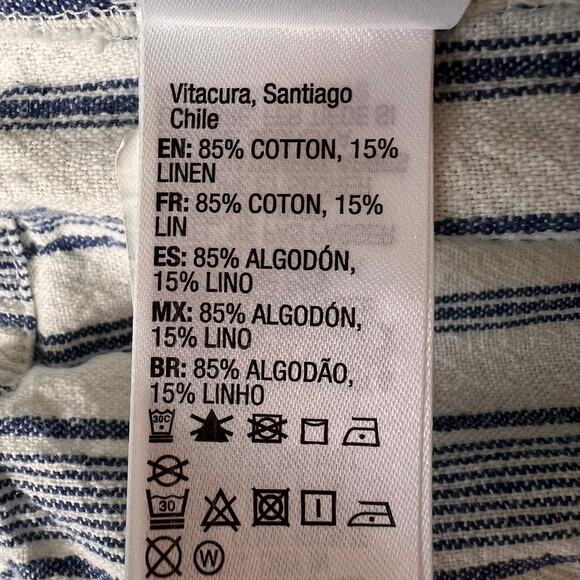 Vitacura, Santiago
Chile
EN: 85% COTTON, 15%
LINEN
FR: 85% COTON, 15%
LIN
ES: 85% ALGODÓN,
15% LINO
MX: 85% ALGODÓN,
15% LINO
BR: 85% ALGODÃO,
15% LINHO
30C
30
W